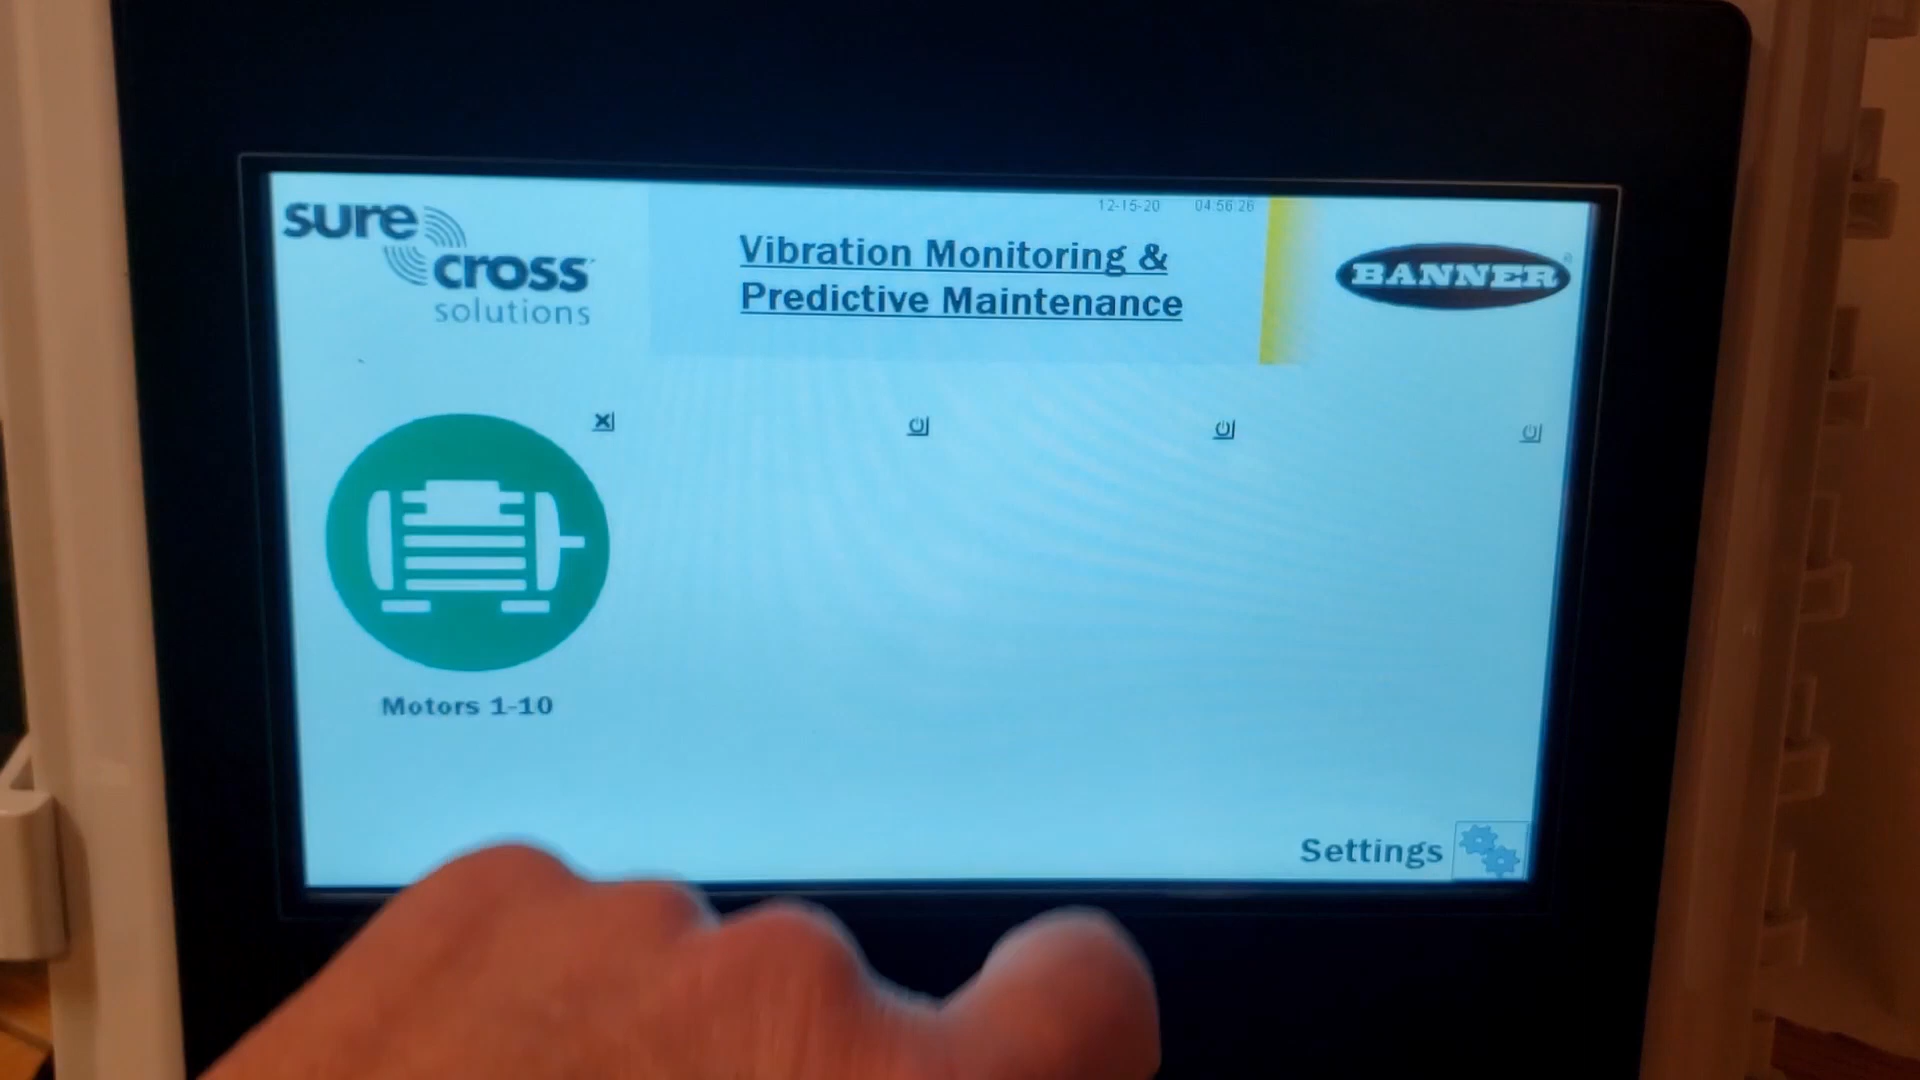 sure
cross
solutions
12-15-20 04:56:26
Vibration Monitoring &
Predictive Maintenance
BANNER®
Motors 1-10
Settings